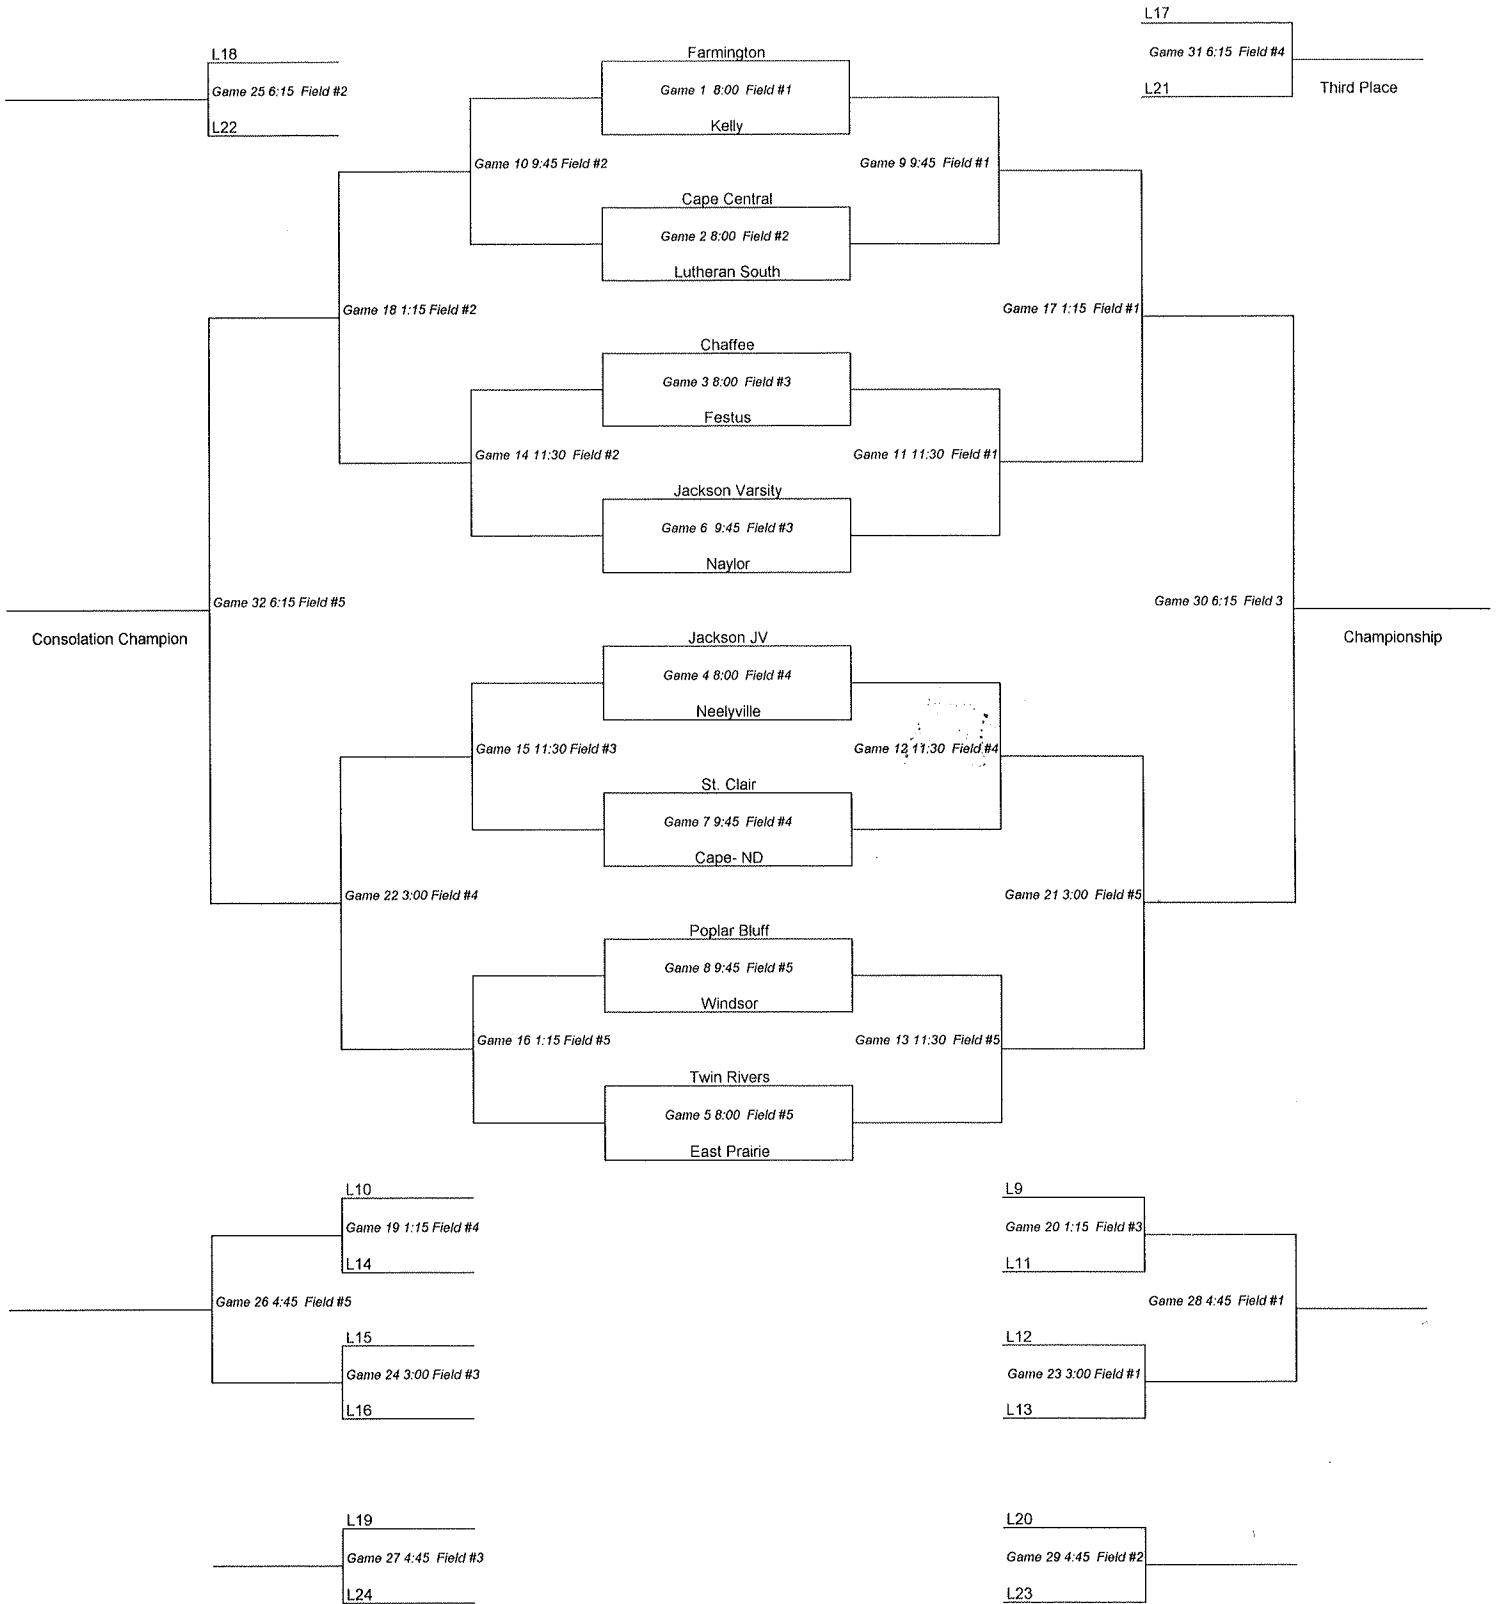 L17
L18
Farmington
Game 31 6:15 Field #4
Game 25 6:15 Field #2
Game 1 8:00 Field #1
L21
Third Place
L22
Kelly
Game 10 9:45 Field #2
Game 9 9:45 Field #1
Cape Central
Game 2 8:00 Field #2
Lutheran South
Game 18 1:15 Field #2
Game 17 1:15 Field #1
Chaffee
Game 3 8:00 Field #3
Festus
Game 14 11:30 Field #2
Game 11 11:30 Field #1
Jackson Varsity
Game 6 9:45 Field #3
Naylor
Game 32 6:15 Field #5
Game 30 6:15 Field 3
Consolation Champion
Jackson JV
Championship
Game 4 8:00 Field #4
Neelyville
Game 15 11:30 Field #3
Game 12 11:30 Field #4
St. Clair
Game 7 9:45 Field #4
Cape- ND
Game 22 3:00 Field #4
Game 21 3:00 Field #5
Poplar Bluff
Game 8 9:45 Field #5
Windsor
Game 16 1:15 Field #5
Game 13 11:30 Field #5
Twin Rivers
Game 5 8:00 Field #5
East Prairie
L10
L9
Game 19 1:15 Field #4
Game 20 1:15 Field #3
L14
L11
Game 26 4:45 Field #5
Game 28 4:45 Field #1
L15
L12
Game 24 3:00 Field #3
Game 23 3:00 Field #1
L16
L13
L19
L20
Game 27 4:45 Field #3
Game 29 4:45 Field #2
L24
L23